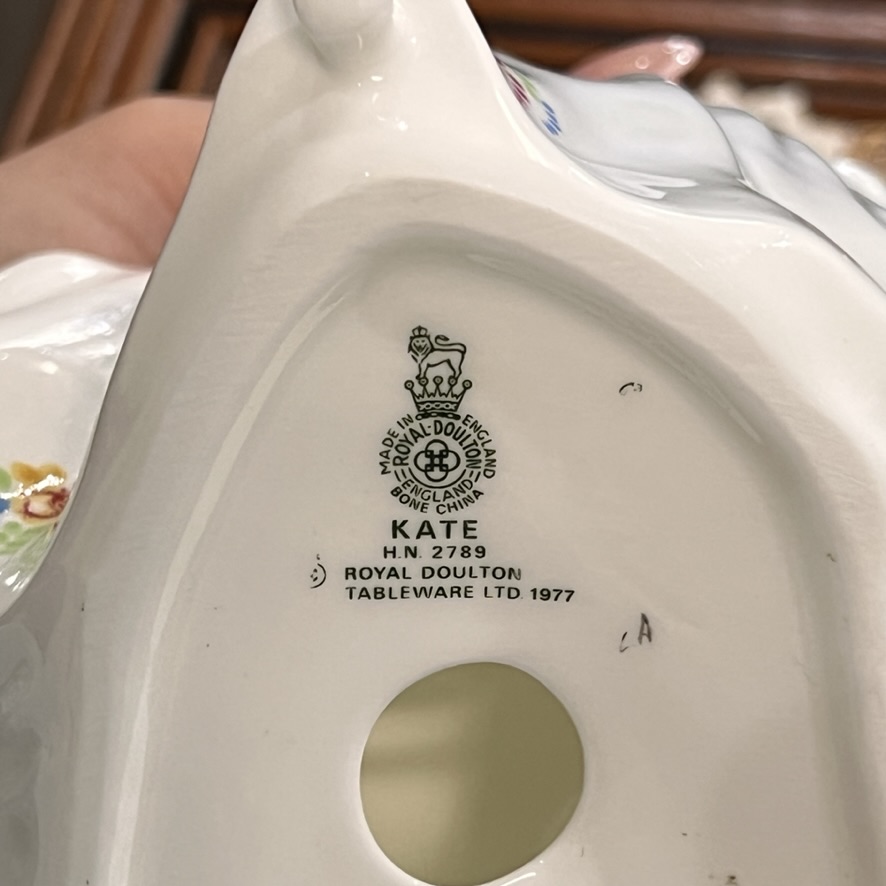 MADE IN ENGLAND
ROYAL·DOULTON
ENGLAND
BONE CHINA
KATE
H.N. 2789
ROYAL DOULTON
TABLEWARE LTD. 1977
A